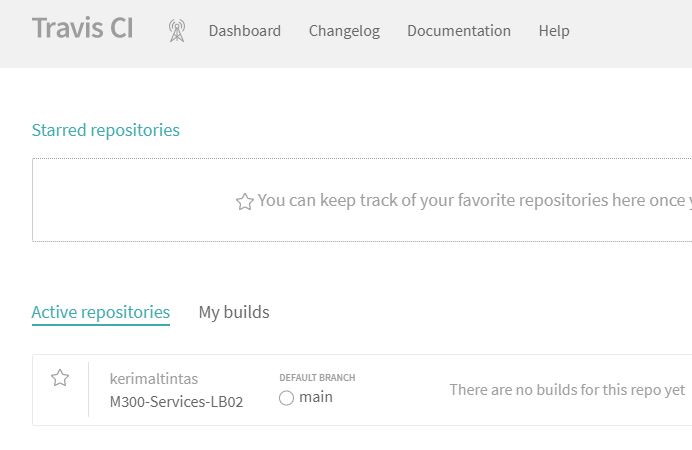 Travis CI Dashboard Changelog Documentation Help
Starred repositories
You can keep track of your favorite repositories here once
Active repositories My builds
kerimaltintas DEFAULT BRANCH There are no builds for this repo yet
M300-Services-LB02 main